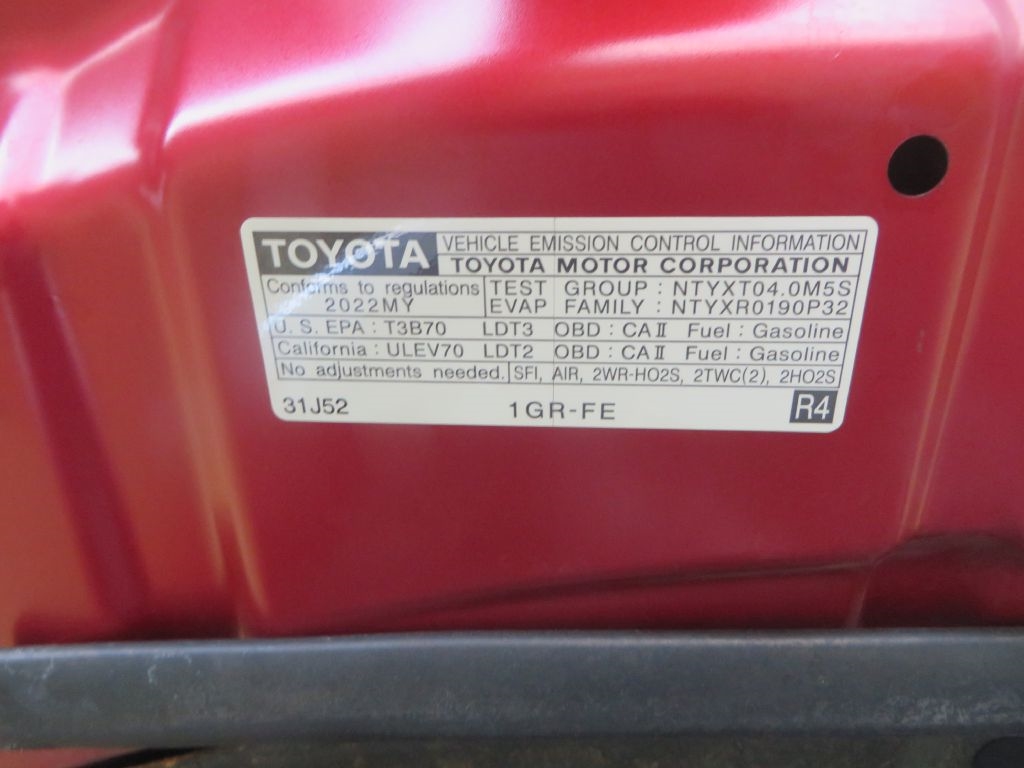 TOYOTA VEHICLE EMISSION CONTROL INFORMATION
TOYOTA MOTOR CORPORATION
Conforms to regulations
2022MY
TEST GROUP : NTYXT04.0M5S
EVAP FAMILY : NTYXR0190P32
U. S. EPA : T3B70 LDT3 OBD : CAⅡ Fuel : Gasoline
California : ULEV70 LDT2 OBD : CAⅡ Fuel : Gasoline
No adjustments needed. SFI, AIR, 2WR-HO2S, 2TWC(2), 2HO2S
31J52 1GR-FE R4